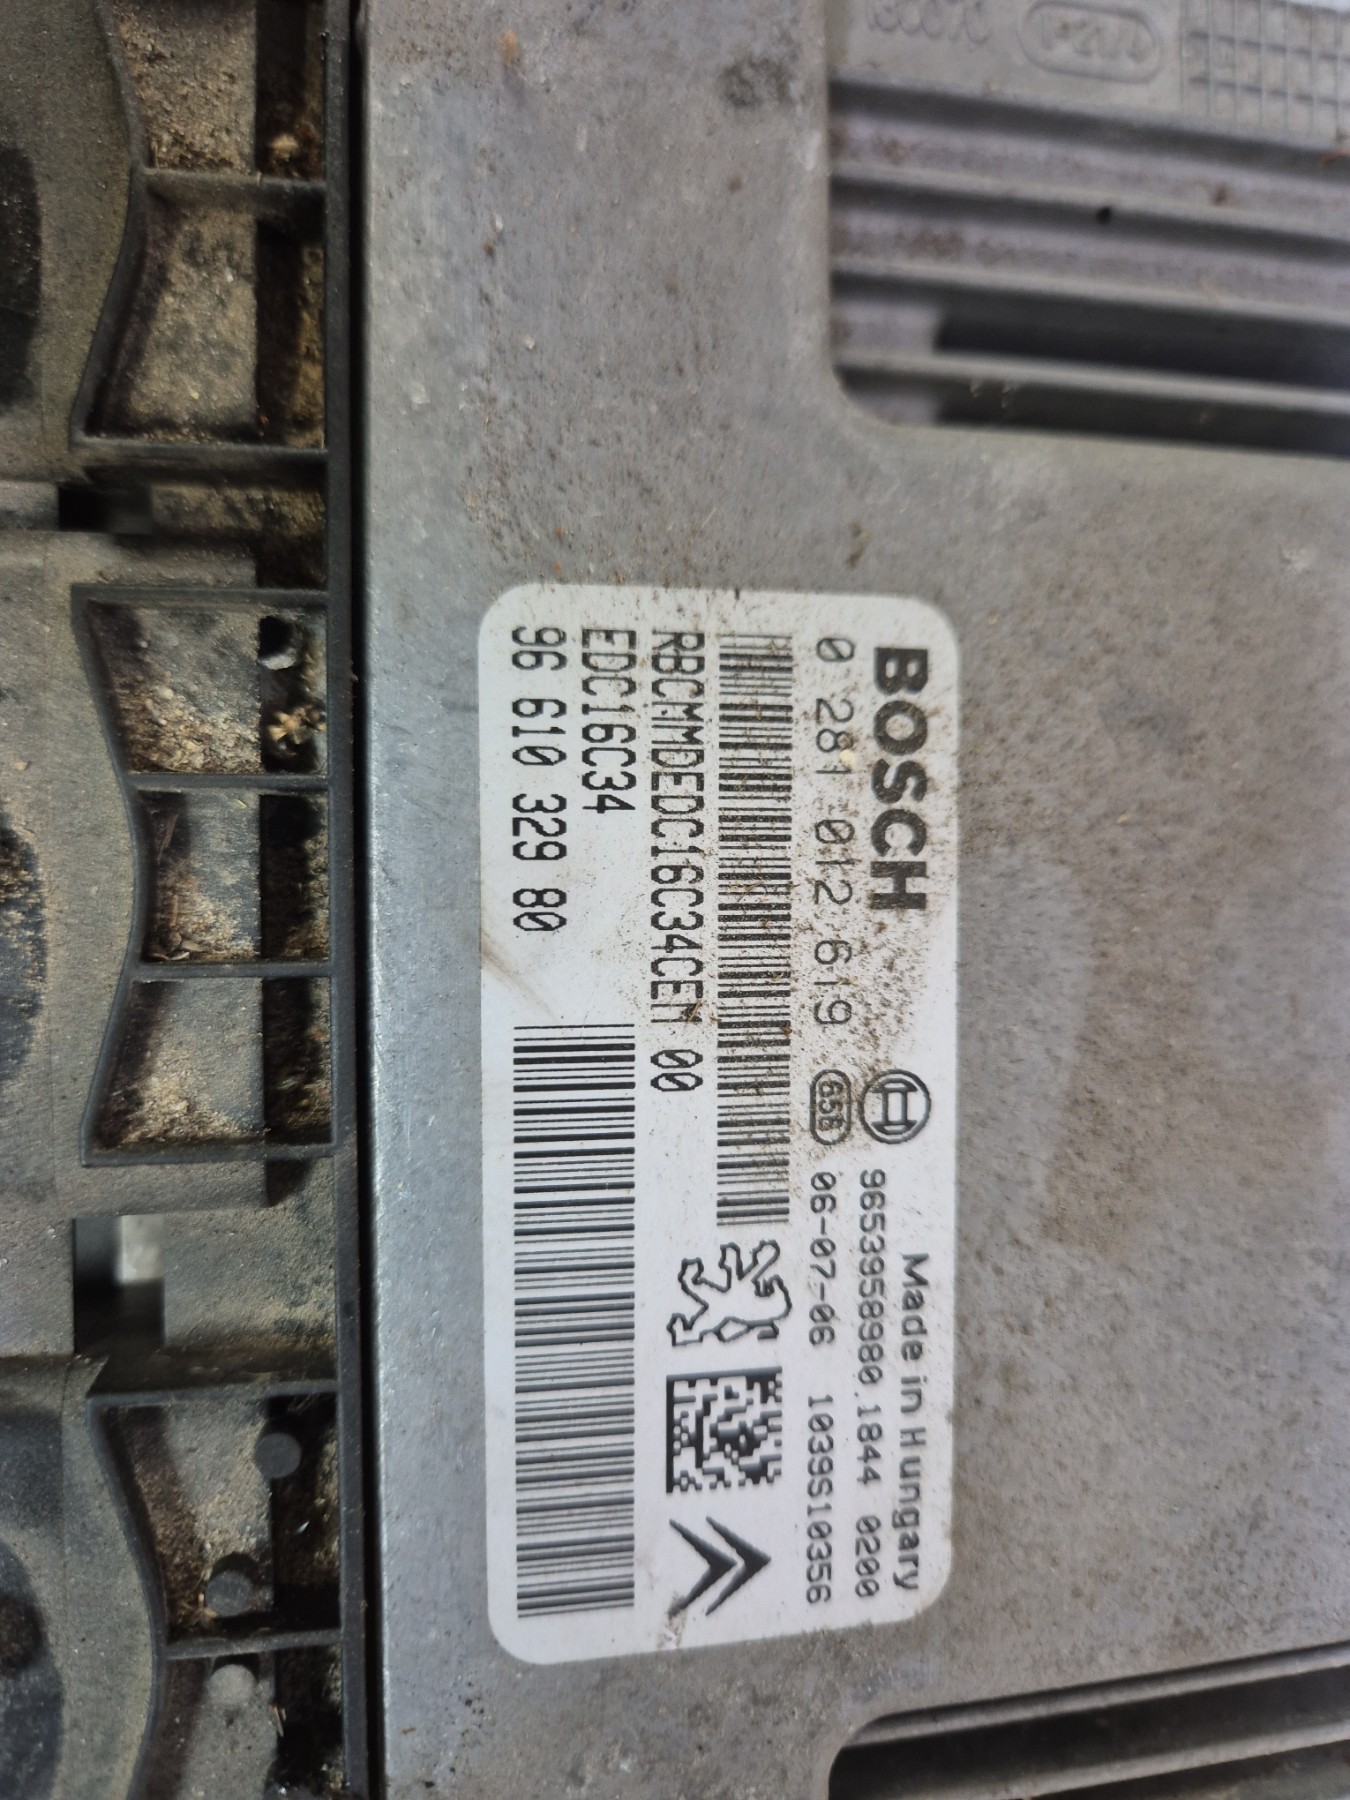 BOSCH
Made in Hungary
9653958980.1844 0200
0 281 012 619 658 06-07-06 1039S10356
RBCMMDEDC16C34CEM 00
EDC16C34
96 610 329 80